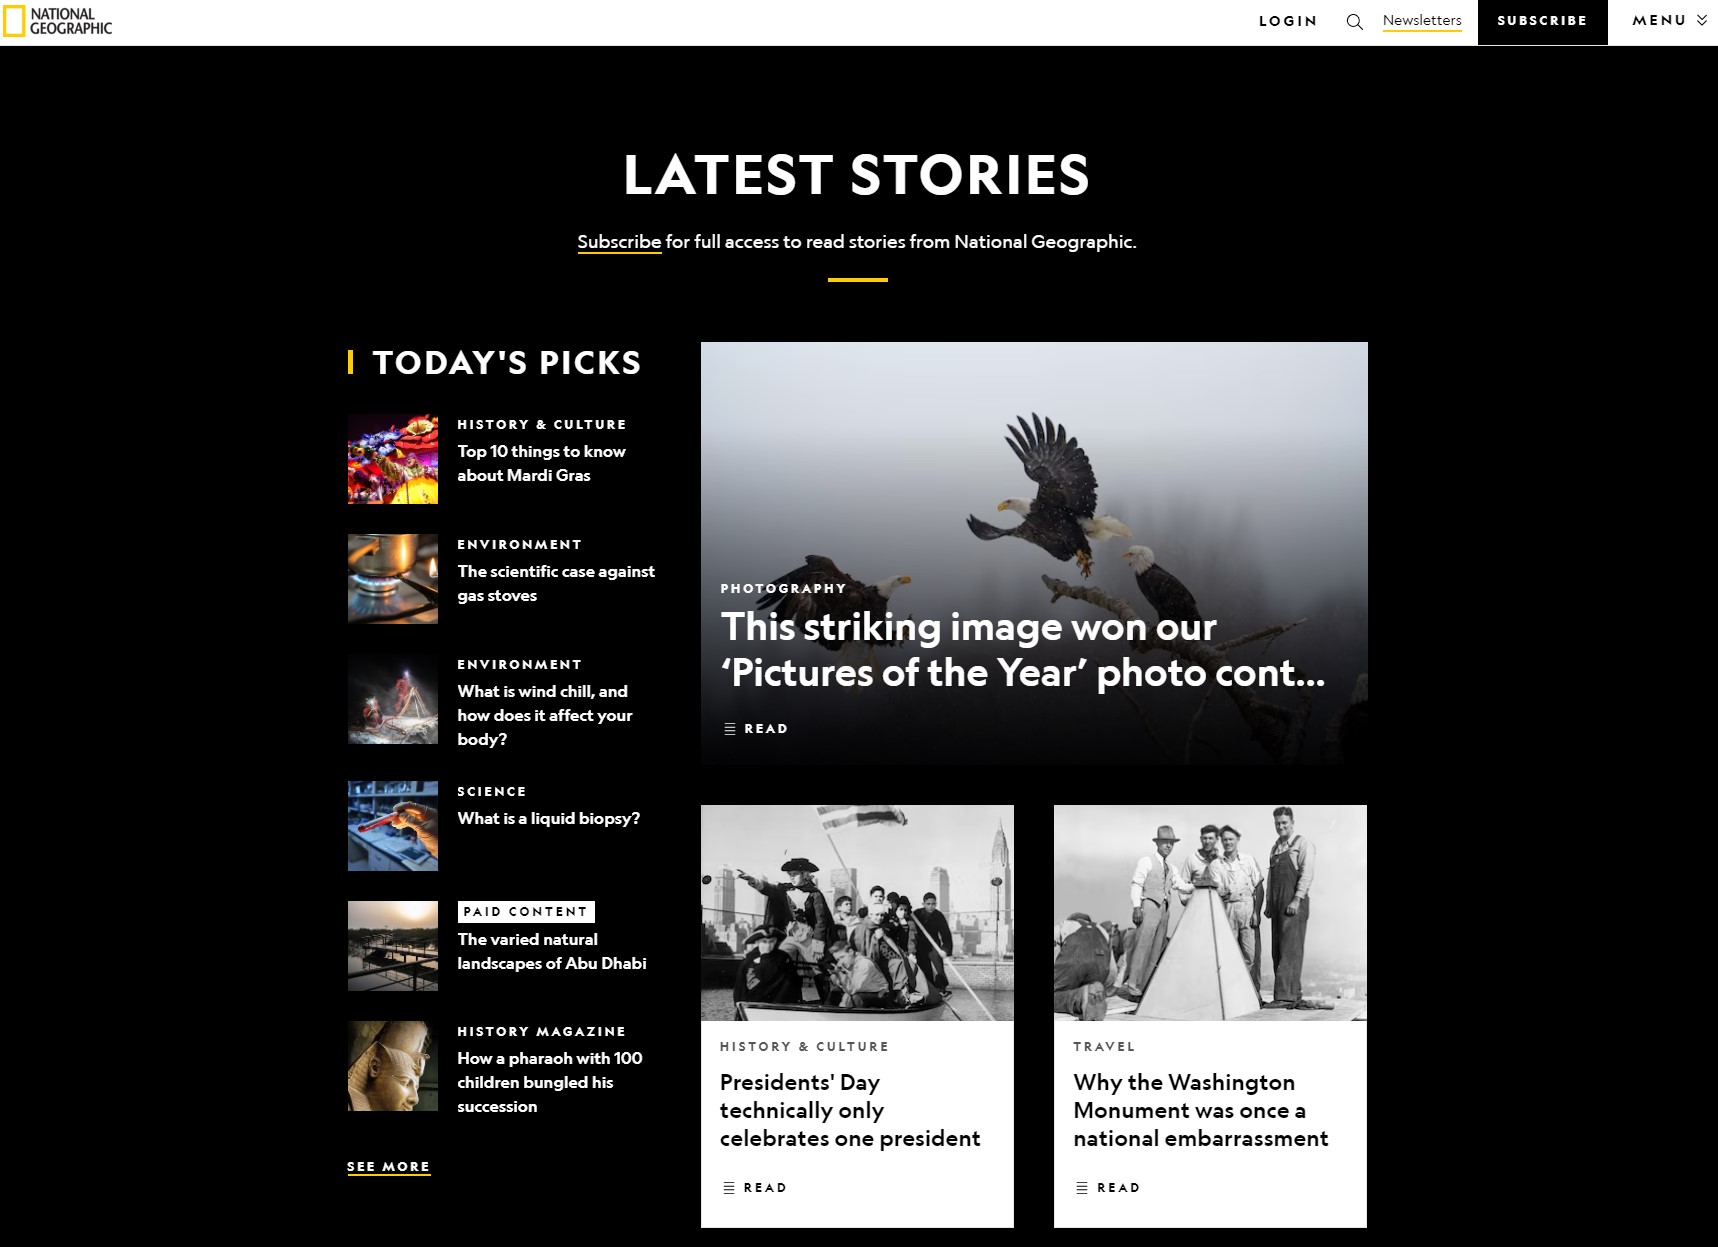 NATIONAL
GEOGRAPHIC
LOGIN
Newsletters
SUBSCRIBE
MENU
LATEST STORIES
Subscribe for full access to read stories from National Geographic.
TODAY'S PICKS
HISTORY & CULTURE
Top 10 things to know
about Mardi Gras
ENVIRONMENT
The scientific case against
gas stoves
ENVIRONMENT
What is wind chill, and
how does it affect your
body?
SCIENCE
What is a liquid biopsy?
PAID CONTENT
The varied natural
landscapes of Abu Dhabi
HISTORY MAGAZINE
How a pharaoh with 100
children bungled his
succession
SEE MORE
PHOTOGRAPHY
This striking image won our
‘Pictures of the Year’ photo cont...
READ
HISTORY & CULTURE
Presidents' Day
technically only
celebrates one president
READ
TRAVEL
Why the Washington
Monument was once a
national embarrassment
READ